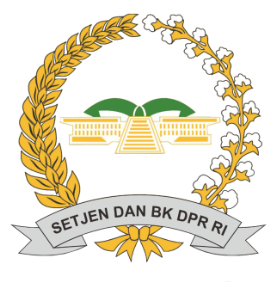 SETJEN DAN BK DPR RI